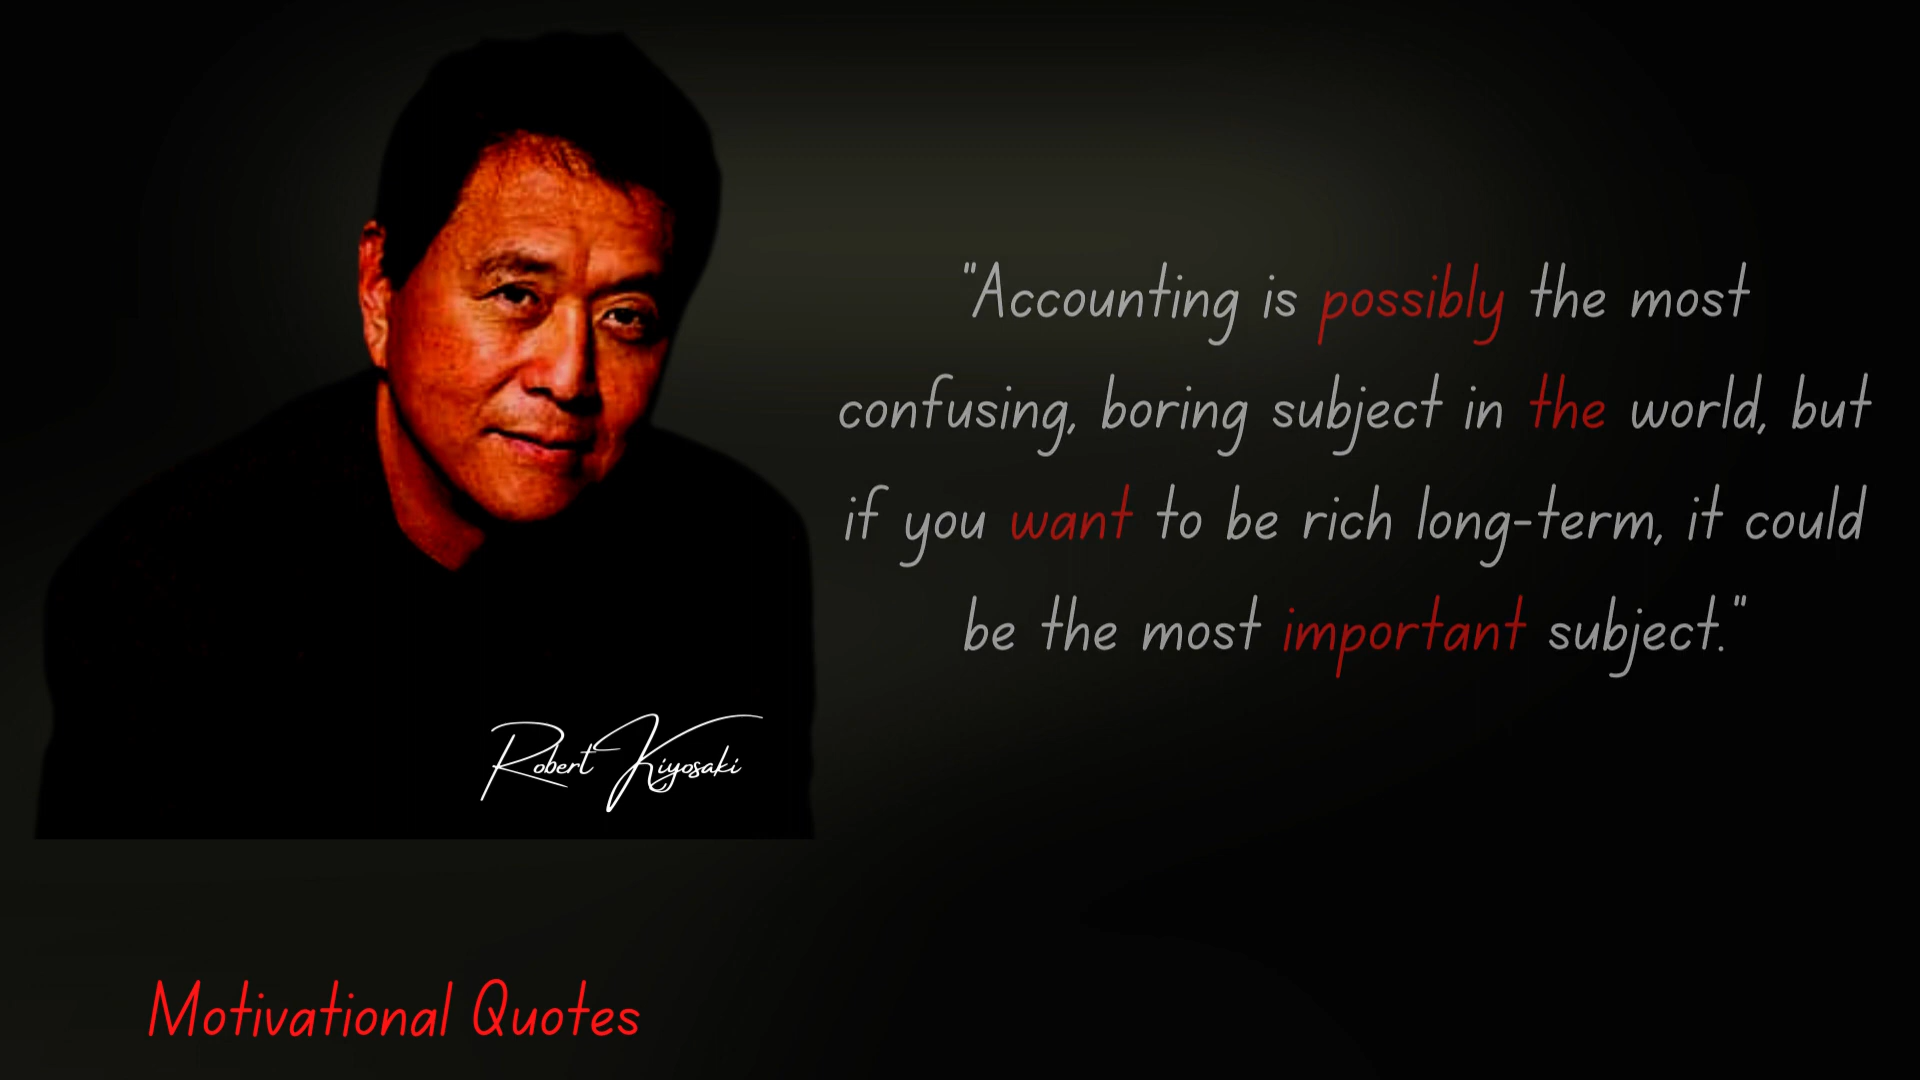 "Accounting is possibly the most
confusing, boring subject in the world, but
if you want to be rich long-term, it could
be the most important subject."
Robert Kiyosaki
Motivational Quotes